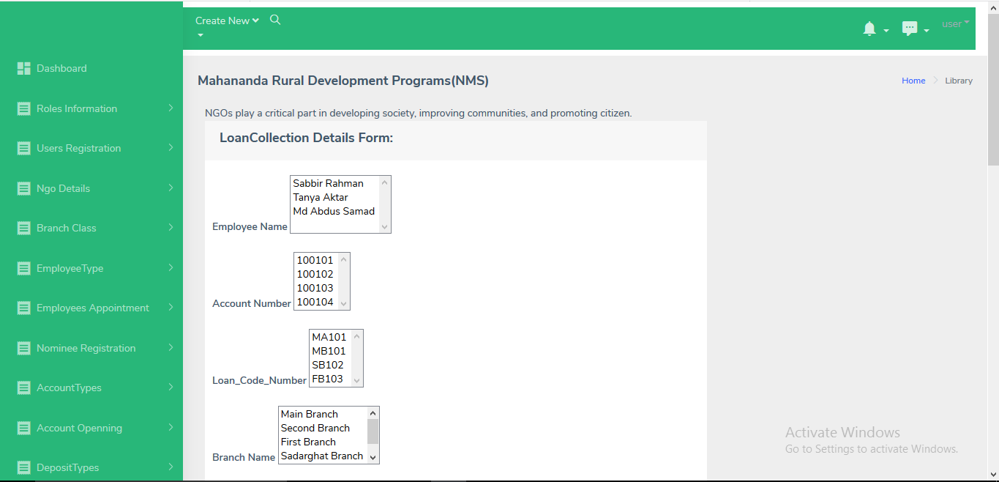 Create New
user
Dashboard
Roles Information
Users Registration
Ngo Details
Branch Class
EmployeeType
Employees Appointment
Nominee Registration
AccountTypes
Account Openning
DepositTypes
Mahananda Rural Development Programs(NMS)
Home
Library
NGOs play a critical part in developing society, improving communities, and promoting citizen.
LoanCollection Details Form:
Employee Name
Sabbir Rahman
Tanya Aktar
Md Abdus Samad
Account Number
100101
100102
100103
100104
Loan_Code_Number
MA101
MB101
SB102
FB103
Branch Name
Main Branch
Second Branch
First Branch
Sadarghat Branch
Activate Windows
Go to Settings to activate Windows.